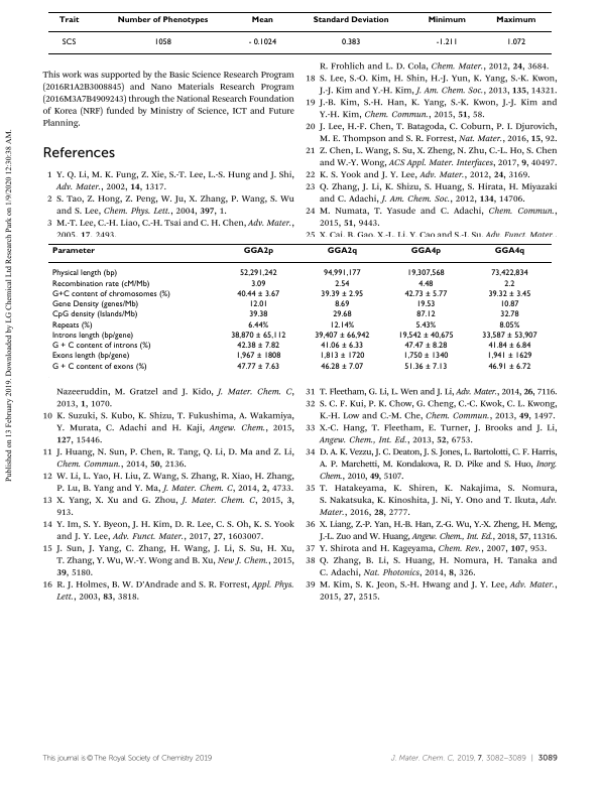 Trait Number of Phenotypes Mean Standard Deviation Minimum Maximum
SCS 1058 - 0.1024 0.383 -1.211 1.072
This work was supported by the Basic Science Research Program
(2016R1A2B3008845) and Nano Materials Research Program
(2016M3A7B4909243) through the National Research Foundation
of Korea (NRF) funded by Ministry of Science, ICT and Future
Planning.
References
1 Y. Q. Li, M. K. Fung, Z. Xie, S.-T. Lee, L.-S. Hung and J. Shi,
Adv. Mater., 2002, 14, 1317.
2 S. Tao, Z. Hong, Z. Peng, W. Ju, X. Zhang, P. Wang, S. Wu
and S. Lee, Chem. Phys. Lett., 2004, 397, 1.
3 M.-T. Lee, C.-H. Liao, C.-H. Tsai and C. H. Chen, Adv. Mater.,
2005, 17, 2493.
R. Frohlich and L. D. Cola, Chem. Mater., 2012, 24, 3684.
18 S. Lee, S.-O. Kim, H. Shin, H.-J. Yun, K. Yang, S.-K. Kwon,
J.-J. Kim and Y.-H. Kim, J. Am. Chem. Soc., 2013, 135, 14321.
19 J.-B. Kim, S.-H. Han, K. Yang, S.-K. Kwon, J.-J. Kim and
Y.-H. Kim, Chem. Commun., 2015, 51, 58.
20 J. Lee, H.-F. Chen, T. Batagoda, C. Coburn, P. I. Djurovich,
M. E. Thompson and S. R. Forrest, Nat. Mater., 2016, 15, 92.
21 Z. Chen, L. Wang, S. Su, X. Zheng, N. Zhu, C.-L. Ho, S. Chen
and W.-Y. Wong, ACS Appl. Mater. Interfaces, 2017, 9, 40497.
22 K. S. Yook and J. Y. Lee, Adv. Mater., 2012, 24, 3169.
23 Q. Zhang, J. Li, K. Shizu, S. Huang, S. Hirata, H. Miyazaki
and C. Adachi, J. Am. Chem. Soc., 2012, 134, 14706.
24 M. Numata, T. Yasude and C. Adachi, Chem. Commun.,
2015, 51, 9443.
25 X. Cai, B. Gao, X.-L. Li, Y. Cao and S.-J. Su, Adv. Funct. Mater.,
Parameter GGA2p GGA2q GGA4p GGA4q
Physical length (bp) 52,291,242 94,991,177 19,307,568 73,422,834
Recombination rate (cM/Mb) 3.09 2.54 4.48 2.2
G+C content of chromosomes (%) 40.44 ± 3.67 39.39 ± 2.95 42.73 ± 5.77 39.32 ± 3.45
Gene Density (genes/Mb) 12.01 8.69 19.53 10.87
CpG density (Islands/Mb) 39.38 29.68 87.12 32.78
Repeats (%) 6.44% 12.14% 5.43% 8.05%
Introns length (bp/gene) 38,870 ± 65,112 39,407 ± 66,942 19,542 ± 40,675 33,587 ± 53,907
G + C content of introns (%) 42.38 ± 7.82 41.06 ± 6.33 47.47 ± 8.28 41.84 ± 6.84
Exons length (bp/gene) 1,967 ± 1808 1,813 ± 1720 1,750 ± 1340 1,941 ± 1629
G + C content of exons (%) 47.77 ± 7.63 46.28 ± 7.07 51.36 ± 7.13 46.91 ± 6.72
Nazeeruddin, M. Gratzel and J. Kido, J. Mater. Chem. C,
2013, 1, 1070.
10 K. Suzuki, S. Kubo, K. Shizu, T. Fukushima, A. Wakamiya,
Y. Murata, C. Adachi and H. Kaji, Angew. Chem., 2015,
127, 15446.
11 J. Huang, N. Sun, P. Chen, R. Tang, Q. Li, D. Ma and Z. Li,
Chem. Commun., 2014, 50, 2136.
12 W. Li, L. Yao, H. Liu, Z. Wang, S. Zhang, R. Xiao, H. Zhang,
P. Lu, B. Yang and Y. Ma, J. Mater. Chem. C, 2014, 2, 4733.
13 X. Yang, X. Xu and G. Zhou, J. Mater. Chem. C, 2015, 3,
913.
14 Y. Im, S. Y. Byeon, J. H. Kim, D. R. Lee, C. S. Oh, K. S. Yook
and J. Y. Lee, Adv. Funct. Mater., 2017, 27, 1603007.
15 J. Sun, J. Yang, C. Zhang, H. Wang, J. Li, S. Su, H. Xu,
T. Zhang, Y. Wu, W.-Y. Wong and B. Xu, New J. Chem., 2015,
39, 5180.
16 R. J. Holmes, B. W. D'Andrade and S. R. Forrest, Appl. Phys.
Lett., 2003, 83, 3818.
31 T. Fleetham, G. Li, L. Wen and J. Li, Adv. Mater., 2014, 26, 7116.
32 S. C. F. Kui, P. K. Chow, G. Cheng, C.-C. Kwok, C. L. Kwong,
K.-H. Low and C.-M. Che, Chem. Commun., 2013, 49, 1497.
33 X.-C. Hang, T. Fleetham, E. Turner, J. Brooks and J. Li,
Angew. Chem., Int. Ed., 2013, 52, 6753.
34 D. A. K. Vezzu, J. C. Deaton, J. S. Jones, L. Bartolotti, C. F. Harris,
A. P. Marchetti, M. Kondakova, R. D. Pike and S. Huo, Inorg.
Chem., 2010, 49, 5107.
35 T. Hatakeyama, K. Shiren, K. Nakajima, S. Nomura,
S. Nakatsuka, K. Kinoshita, J. Ni, Y. Ono and T. Ikuta, Adv.
Mater., 2016, 28, 2777.
36 X. Liang, Z.-P. Yan, H.-B. Han, Z.-G. Wu, Y.-X. Zheng, H. Meng,
J.-L. Zuo and W. Huang, Angew. Chem., Int. Ed., 2018, 57, 11316.
37 Y. Shirota and H. Kageyama, Chem. Rev., 2007, 107, 953.
38 Q. Zhang, B. Li, S. Huang, H. Nomura, H. Tanaka and
C. Adachi, Nat. Photonics, 2014, 8, 326.
39 M. Kim, S. K. Jeon, S.-H. Hwang and J. Y. Lee, Adv. Mater.,
2015, 27, 2515.
Published on 13 February 2019. Downloaded by LG Chemical Ltd Research Park on 1/9/2020 12:30:38 AM.
This journal is © The Royal Society of Chemistry 2019
J. Mater. Chem. C, 2019, 7, 3082–3089 | 3089